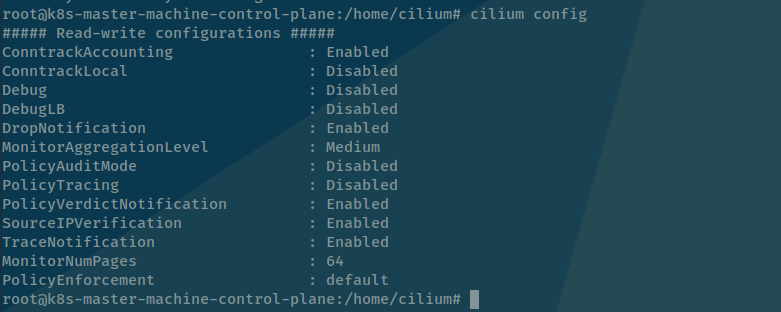 root@k8s-master-machine-control-plane:/home/cilium# cilium config
##### Read-write configurations #####
ConntrackAccounting : Enabled
ConntrackLocal : Disabled
Debug : Disabled
DebugLB : Disabled
DropNotification : Enabled
MonitorAggregationLevel : Medium
PolicyAuditMode : Disabled
PolicyTracing : Disabled
PolicyVerdictNotification : Enabled
SourceIPVerification : Enabled
TraceNotification : Enabled
MonitorNumPages : 64
PolicyEnforcement : default
root@k8s-master-machine-control-plane:/home/cilium#